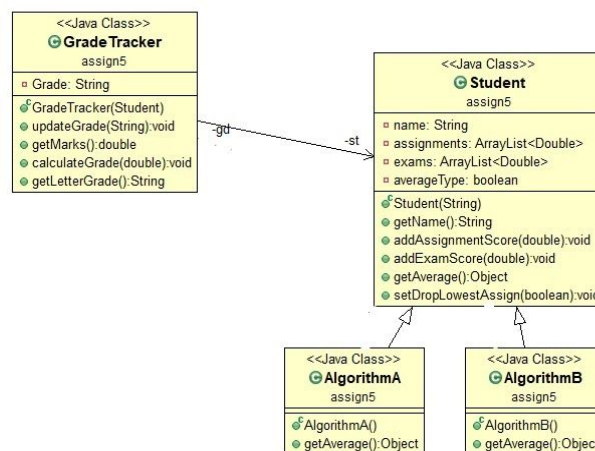 <<Java Class>>
GradeTracker
assign5
Grade: String
GradeTracker(Student)
updateGrade(String):void
getMarks():double
calculateGrade(double):void
getLetterGrade():String
-gd
-st
<<Java Class>>
Student
assign5
name: String
assignments: ArrayList<Double>
exams: ArrayList<Double>
averageType: boolean
Student(String)
getName():String
addAssignmentScore(double):void
addExamScore(double):void
getAverage():Object
setDropLowestAssign(boolean):void
<<Java Class>>
AlgorithmA
assign5
AlgorithmA()
getAverage():Object
<<Java Class>>
AlgorithmB
assign5
AlgorithmB()
getAverage():Object